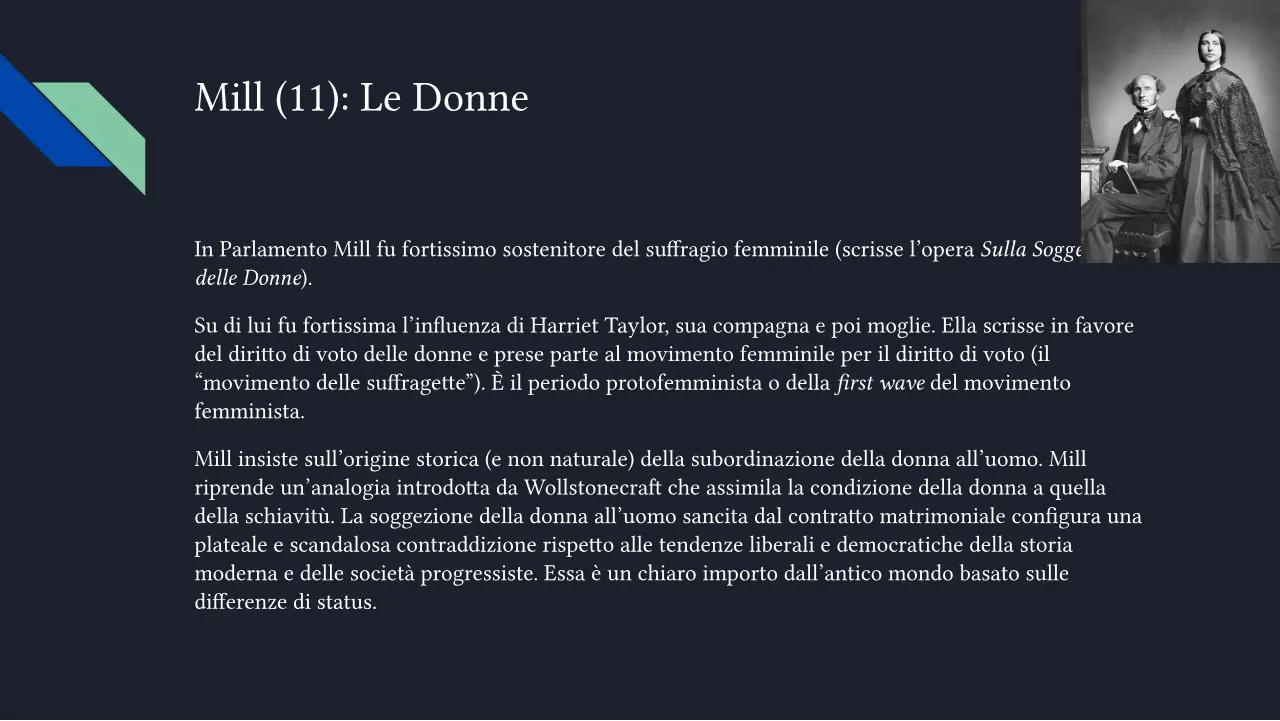 Mill (11): Le Donne
In Parlamento Mill fu fortissimo sostenitore del suffragio femminile (scrisse l’opera Sulla
delle Donne).
Su di lui fu fortissima l’influenza di Harriet Taylor, sua compagna e poi moglie. Ella scrisse in favore
del diritto di voto delle donne e prese parte al movimento femminile per il diritto di voto (il
“movimento delle suffragette”). È il periodo protofemminista o della first wave del movimento
femminista.
Mill insiste sull’origine storica (e non naturale) della subordinazione della donna all’uomo. Mill
riprende un’analogia introdotta da Wollstonecraft che assimila la condizione della donna a quella
della schiavitù. La soggezione della donna all’uomo sancita dal contratto matrimoniale configura una
plateale e scandalosa contraddizione rispetto alle tendenze liberali e democratiche della storia
moderna e delle società progressiste. Essa è un chiaro importo dall’antico mondo basato sulle
differenze di status.